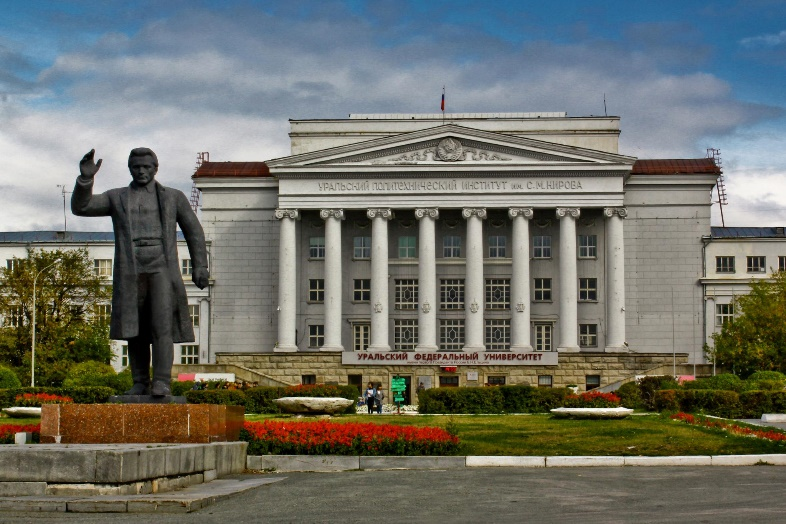 УРАЛЬСКИЙ ПОЛИТЕХНИЧЕСКИЙ ИНСТИТУТ ИМ. С.М.КИРОВА
УРАЛЬСКИЙ ФЕДЕРАЛЬНЫЙ УНИВЕРСИТЕТ